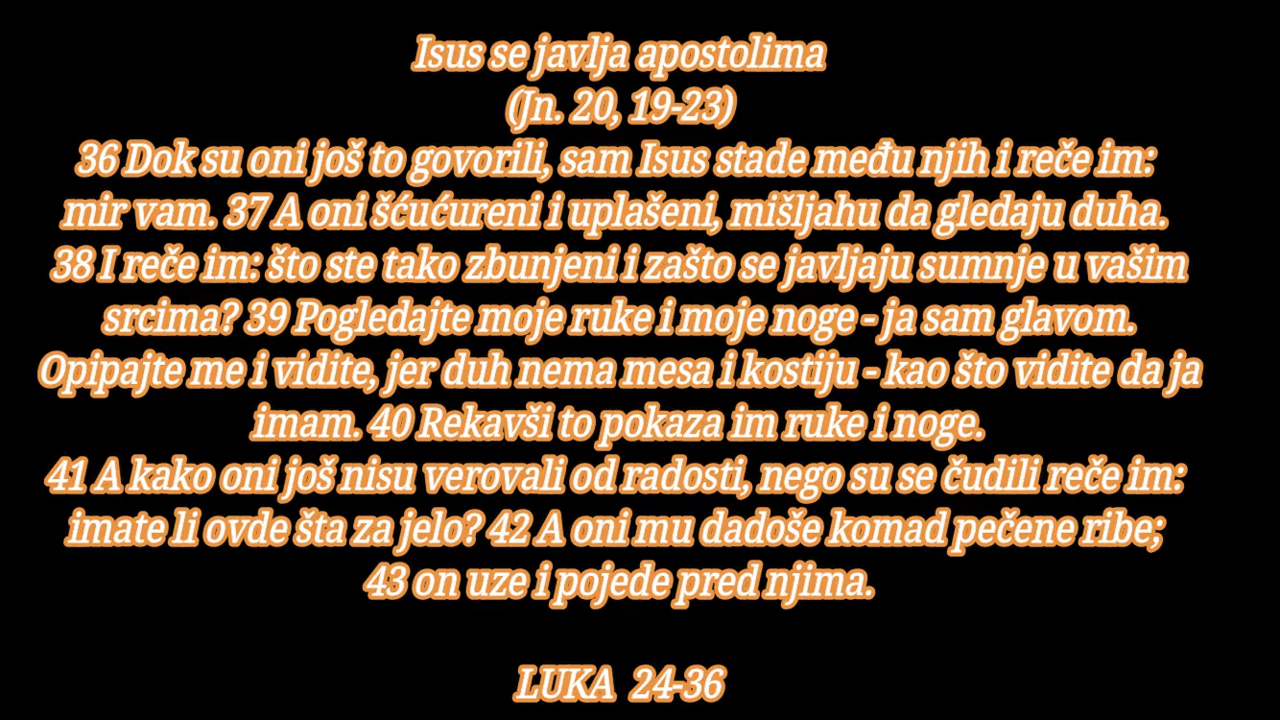 Isus se javlja apostolima
(Jn. 20, 19-23)
36 Dok su oni još to govorili, sam Isus stade među njih i reče im:
mir vam. 37 A oni šćućureni i uplašeni, mišljahu da gledaju duha.
38 I reče im: što ste tako zbunjeni i zašto se javljaju sumnje u vašim
srcima? 39 Pogledajte moje ruke i moje noge - ja sam glavom.
Opipajte me i vidite, jer duh nema mesa i kostiju - kao što vidite da ja
imam. 40 Rekavši to pokaza im ruke i noge.
41 A kako oni još nisu verovali od radosti, nego su se čudili reče im:
imate li ovde šta za jelo? 42 A oni mu dadoše komad pečene ribe;
43 on uze i pojede pred njima.
LUKA 24-36